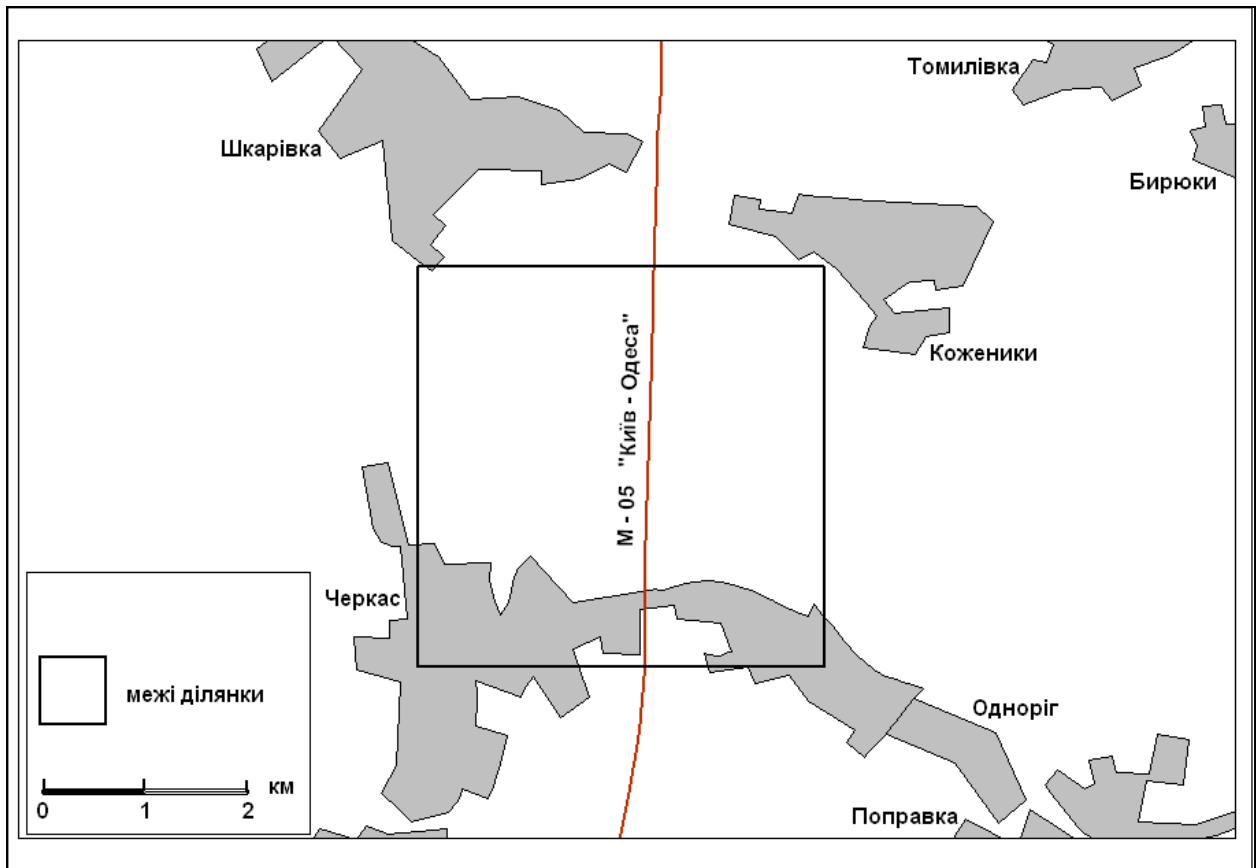 Томилівка
Шкарівка
Бирюки
Коженики
М - 05 "Київ - Одеса"
Черкас
межі ділянки
Одноріг
км
0 1 2
Поправка